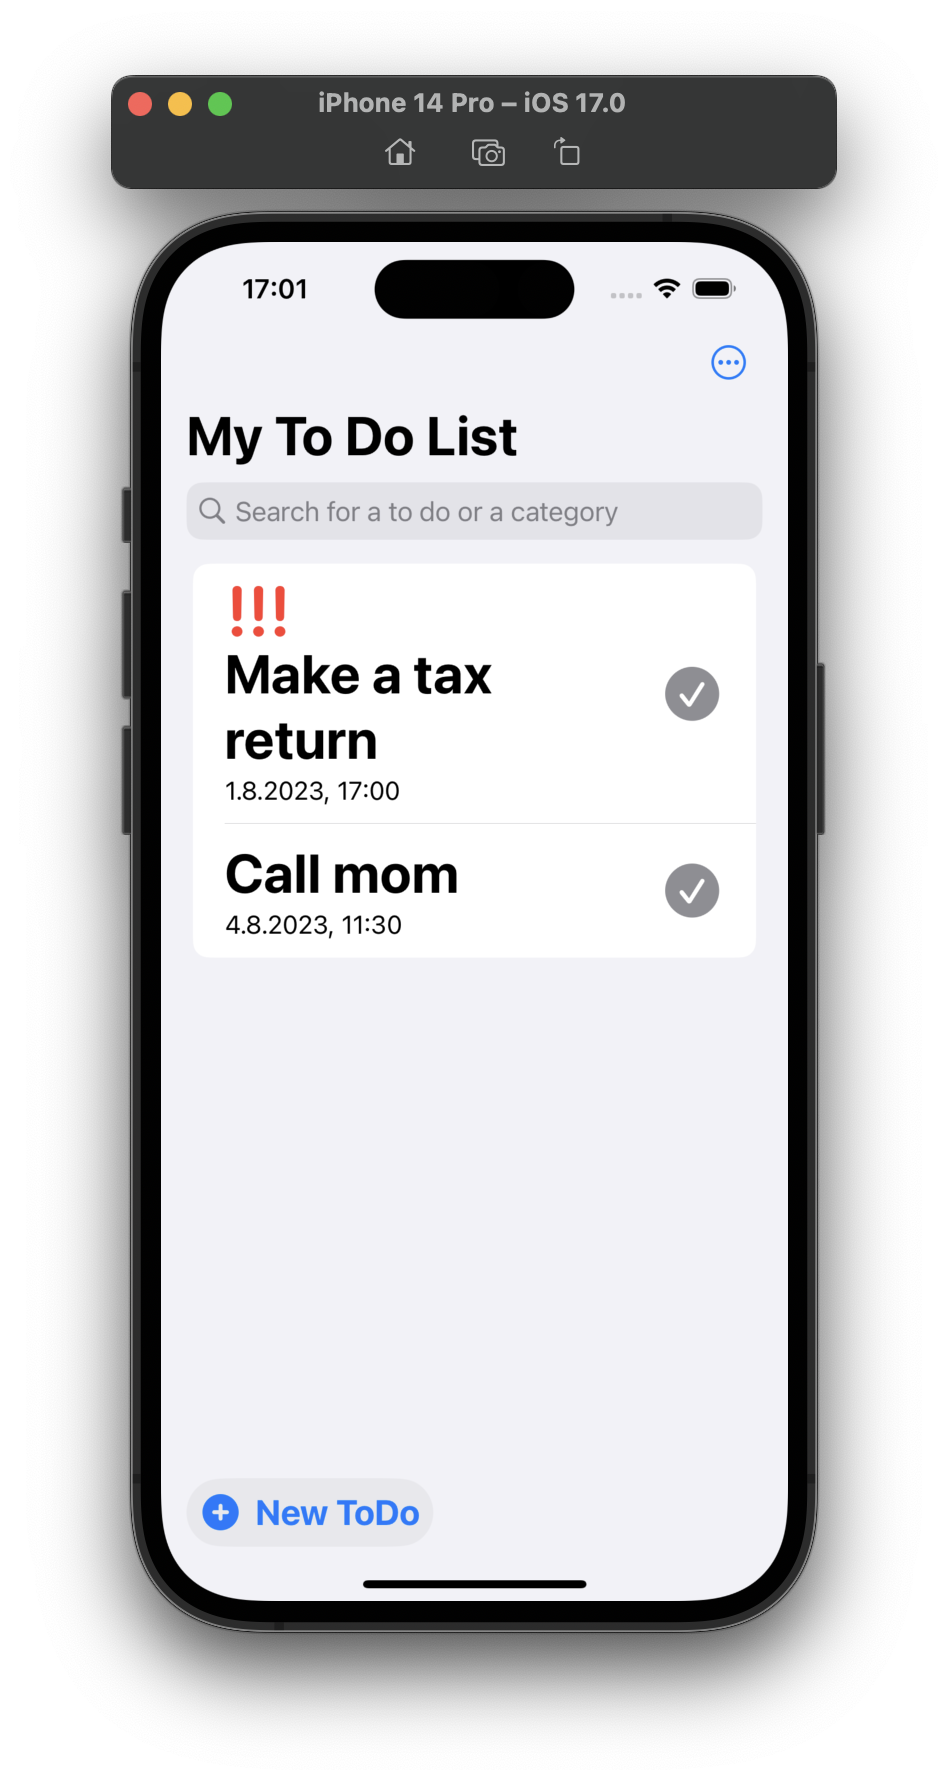 iPhone 14 Pro – iOS 17.0
17:01
My To Do List
Search for a to do or a category
!!!
Make a tax
return
1.8.2023, 17:00
Call mom
4.8.2023, 11:30
New ToDo